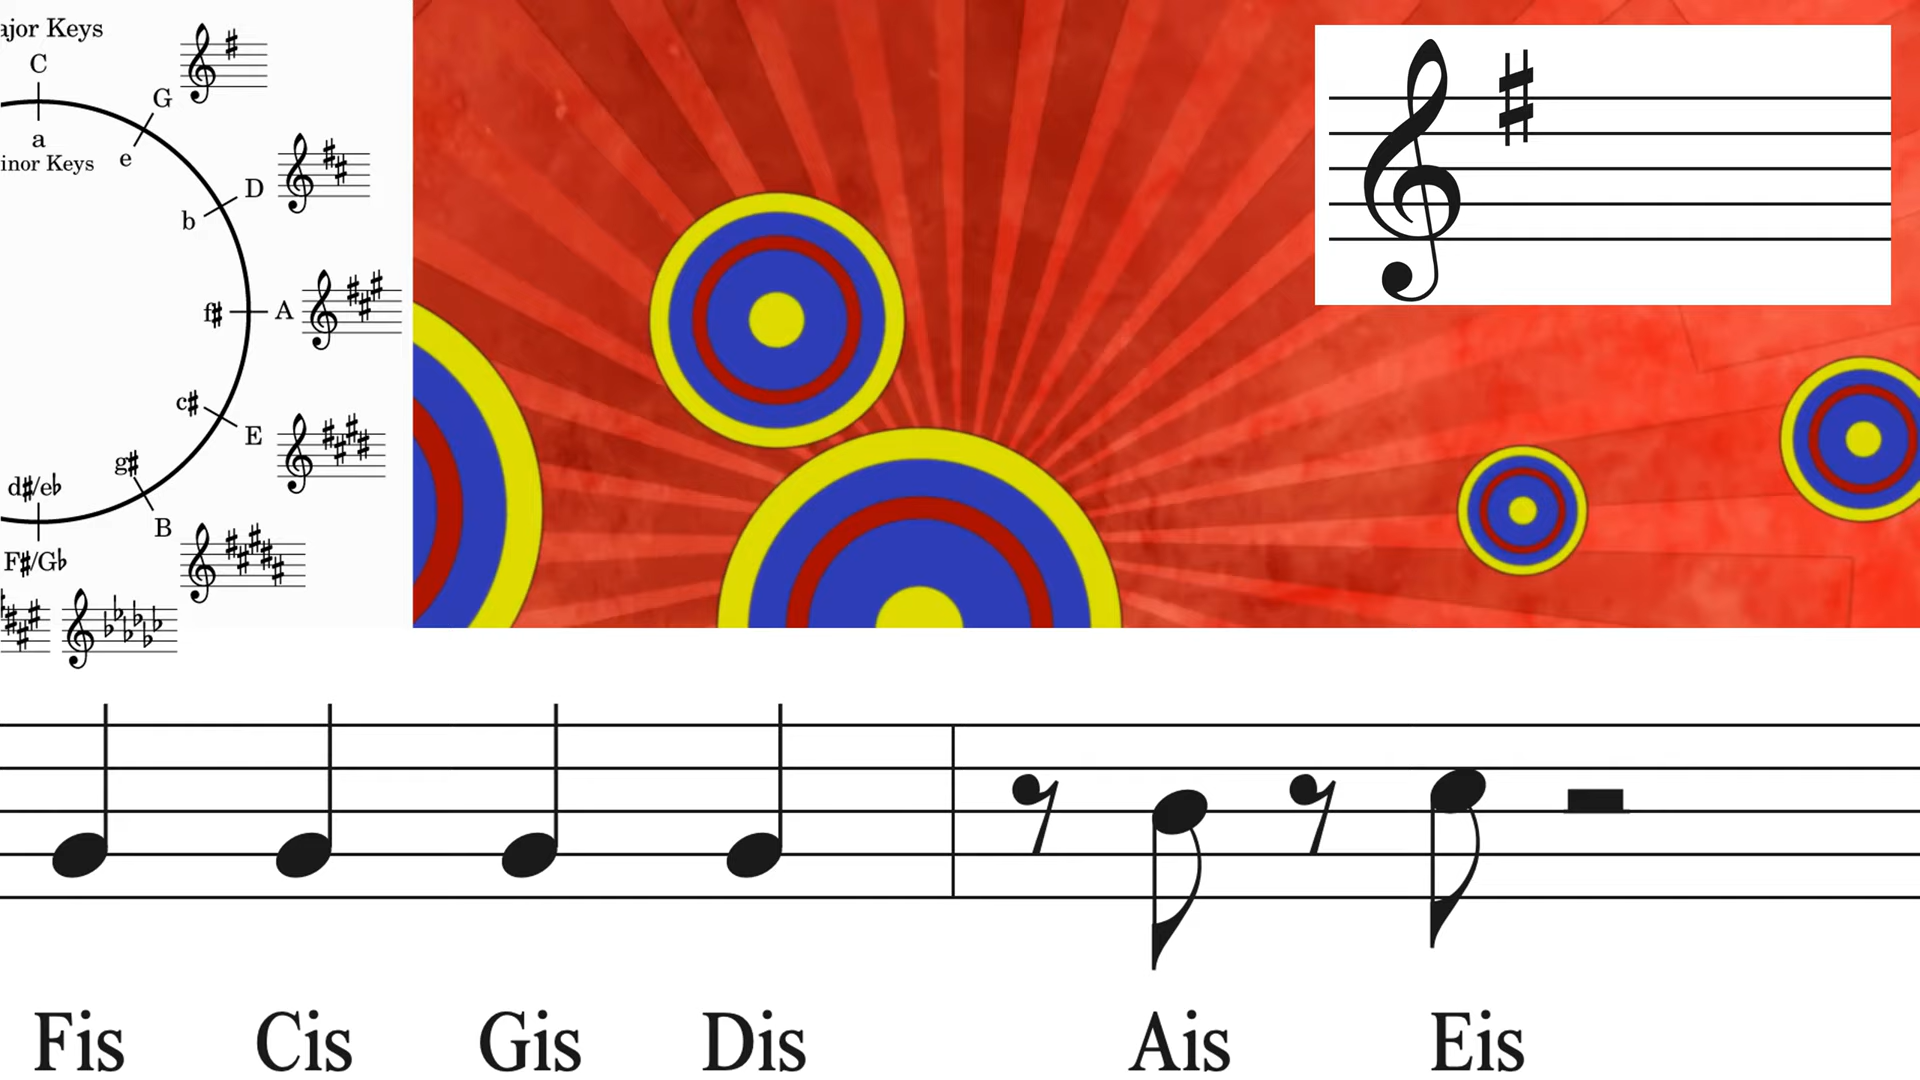 ajor Keys
C
G
a
e
inor Keys
D
b
f♯
A
c♯
E
g♯
d♯/e♭
B
F♯/G♭
Fis Cis Gis Dis Ais Eis